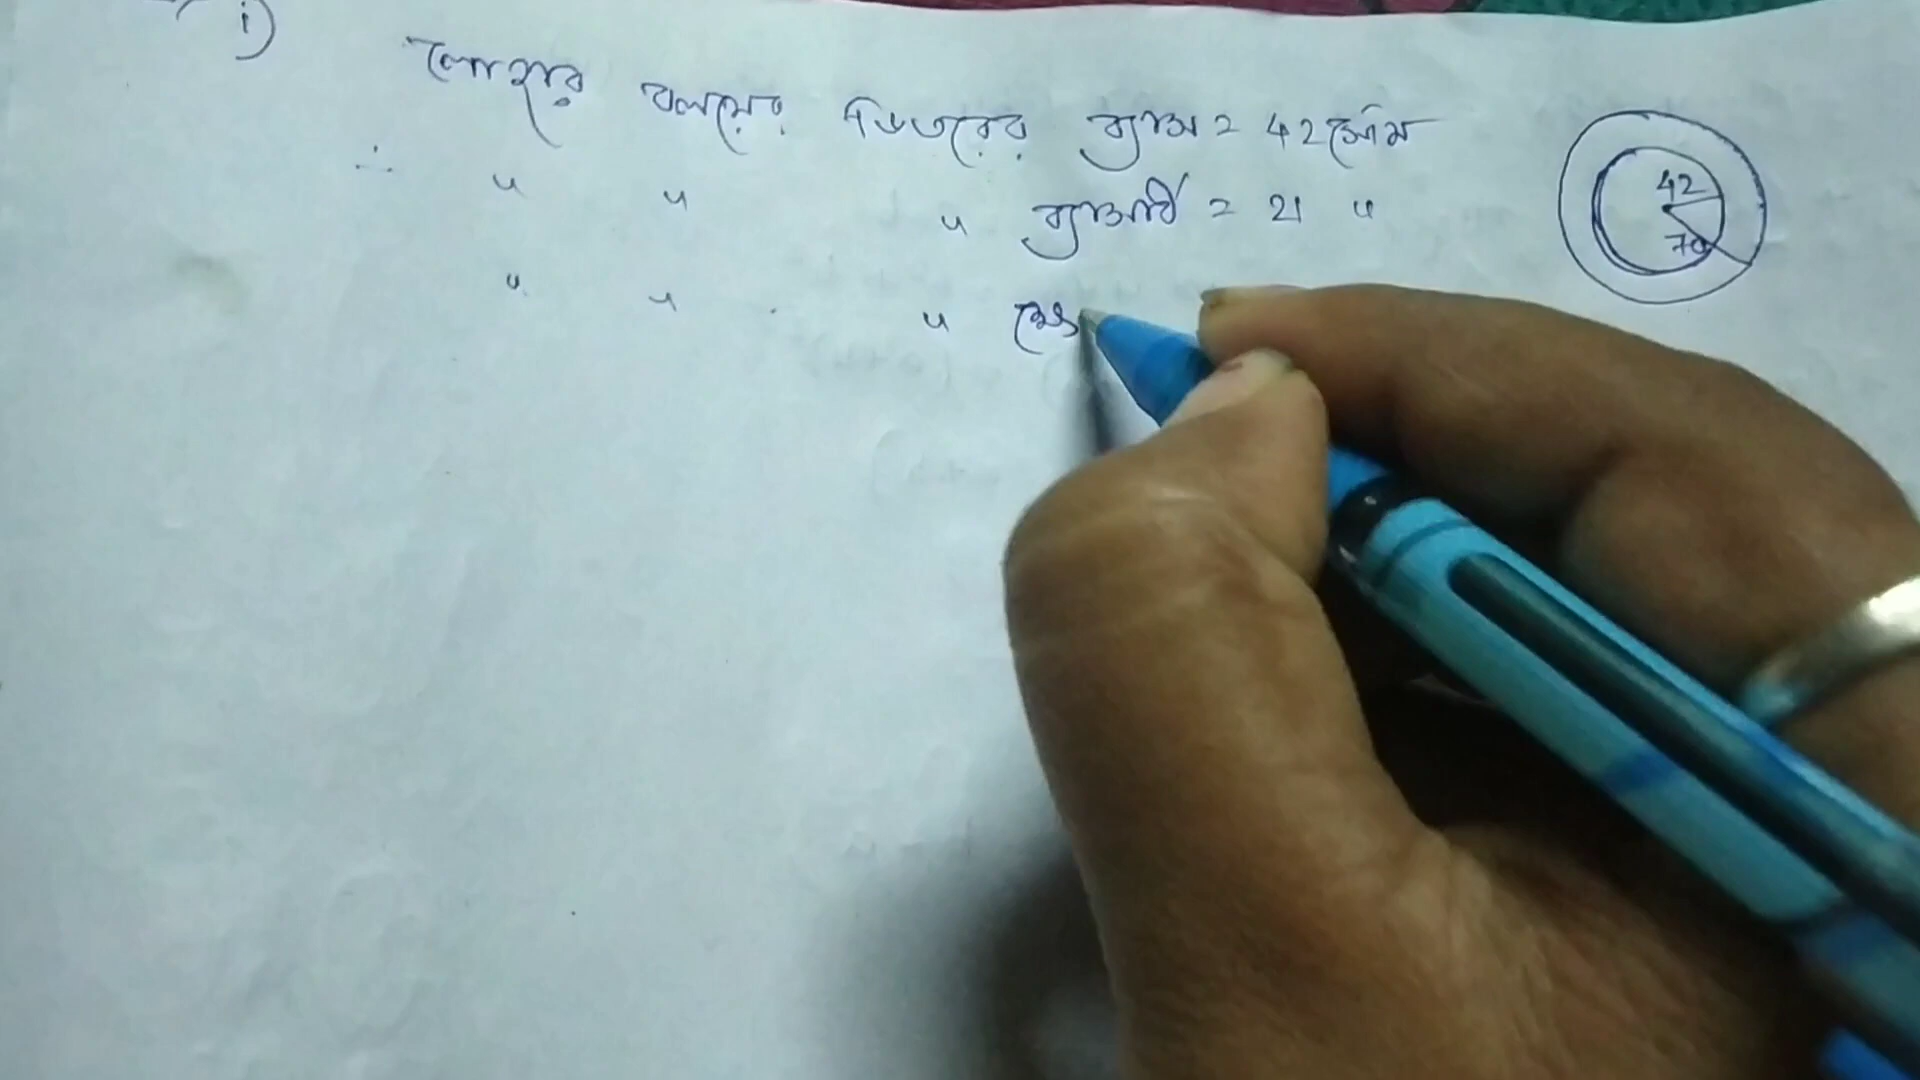 i)
লোহার বলয়ের ভিতরের ব্যাস = 42 সেমি
∴ " " " ব্যাসার্ধ = 21 "
" " " ক্ষে
42
70